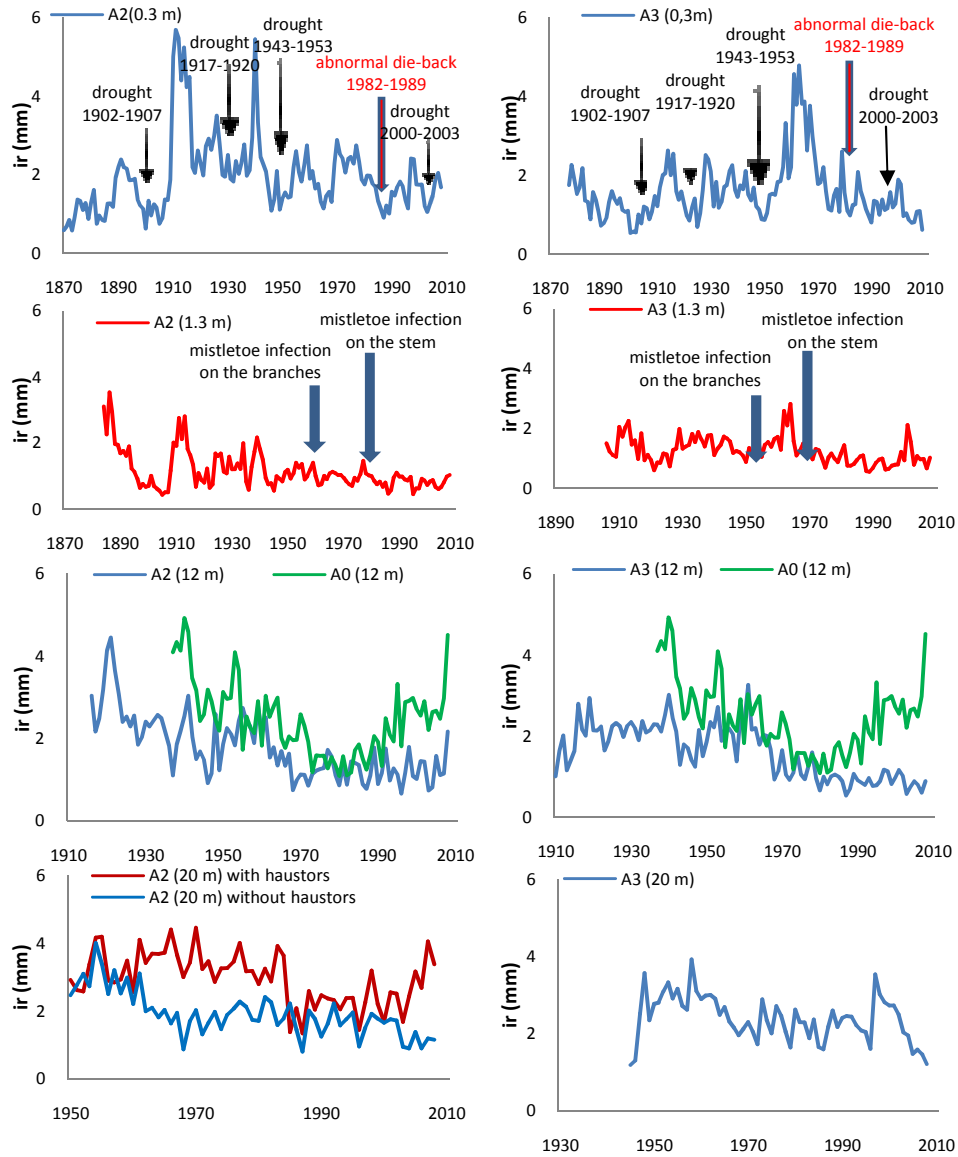 A2(0.3 m)
ir (mm)
6
4
2
0
drought
1902-1907
drought
1917-1920
drought
1943-1953
abnormal die-back
1982-1989
drought
2000-2003
1870 1890 1910 1930 1950 1970 1990 2010
A3 (0,3m)
ir (mm)
6
4
2
0
drought
1902-1907
drought
1917-1920
drought
1943-1953
abnormal die-back
1982-1989
drought
2000-2003
1870 1890 1910 1930 1950 1970 1990 2010
A2 (1.3 m)
ir (mm)
6
4
2
0
mistletoe infection
on the branches
mistletoe infection
on the stem
1870 1890 1910 1930 1950 1970 1990 2010
A3 (1.3 m)
ir (mm)
6
4
2
0
mistletoe infection
on the branches
mistletoe infection
on the stem
1890 1910 1930 1950 1970 1990 2010
A2 (12 m)
A0 (12 m)
ir (mm)
6
4
2
0
1910 1930 1950 1970 1990 2010
A3 (12 m)
A0 (12 m)
ir (mm)
6
4
2
0
1910 1930 1950 1970 1990 2010
A2 (20 m) with haustors
A2 (20 m) without haustors
ir (mm)
6
4
2
0
1950 1970 1990 2010
A3 (20 m)
ir (mm)
6
4
2
0
1930 1950 1970 1990 2010